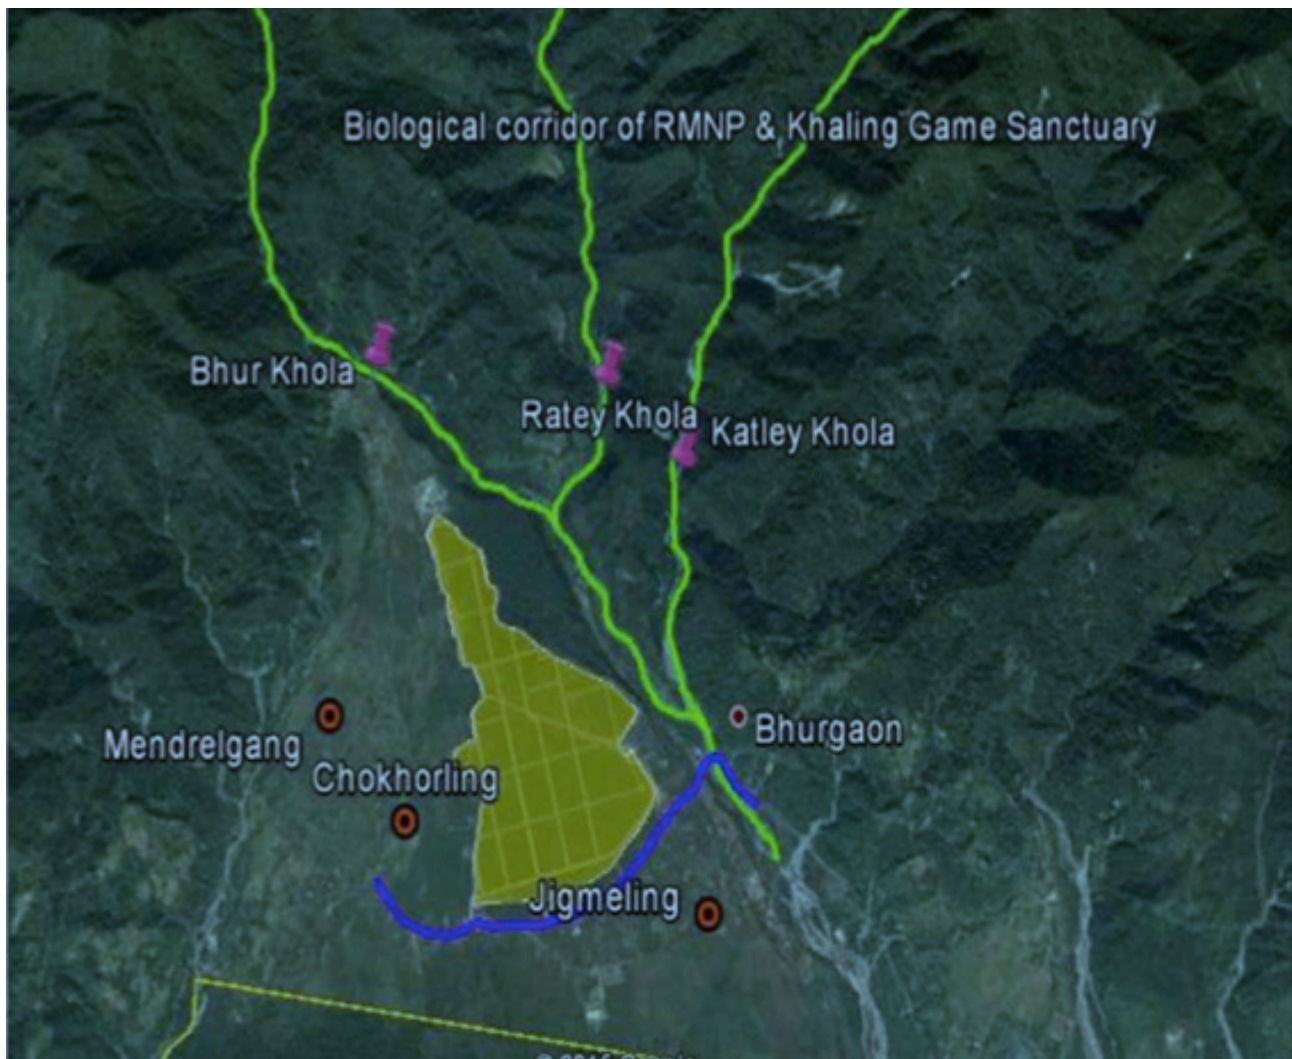 Biological corridor of RMNP & Khaling Game Sanctuary
Bhur Khola
Ratey Khola
Katley Khola
Bhurgaon
Mendrelgang
Chokhorling
Jigmeling